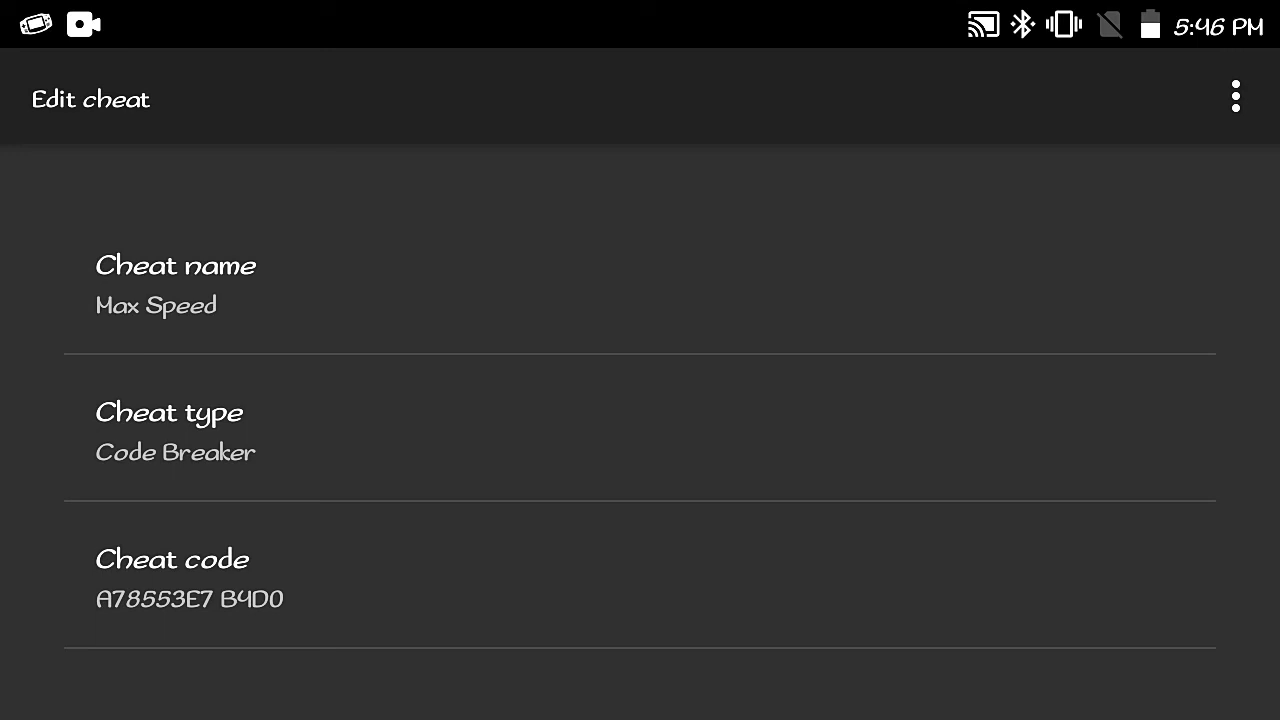 5:46 PM
Edit cheat
Cheat name
Max Speed
Cheat type
Code Breaker
Cheat code
A78553E7 B4D0